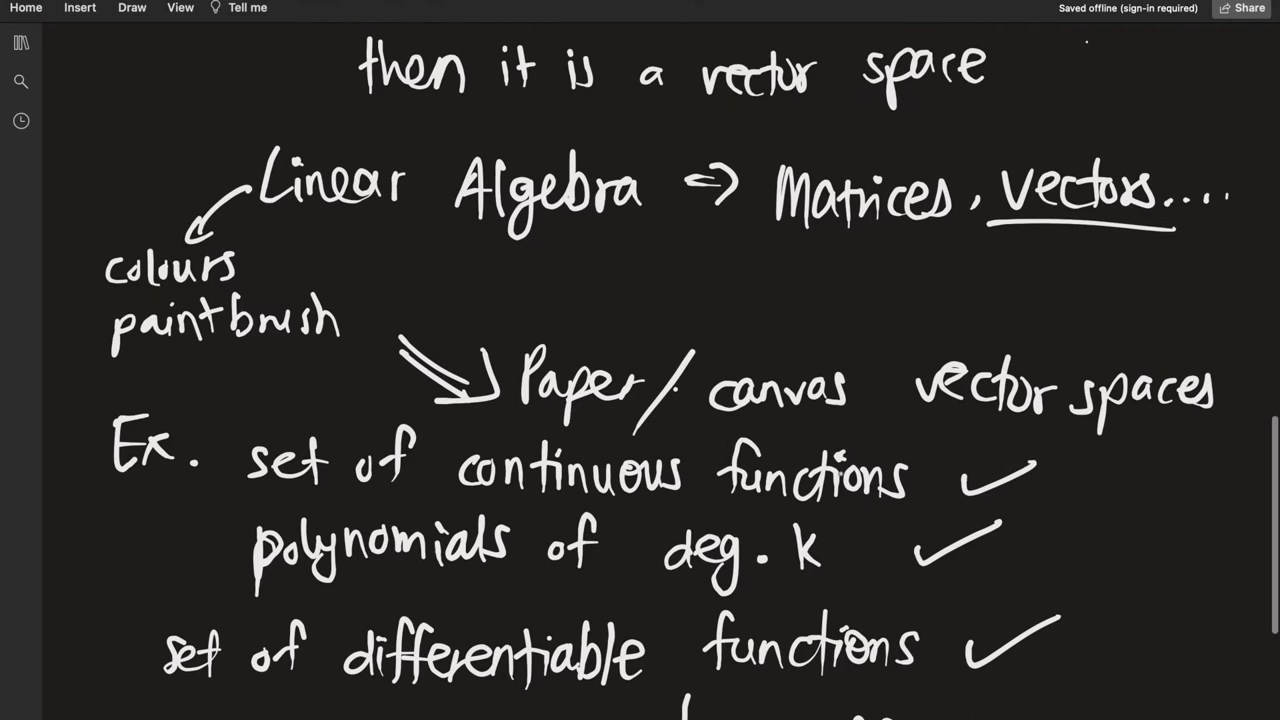 Home Insert Draw View Tell me Saved offline (sign-in required) Share
then it is a vector space
Linear Algebra => Matrices, vectors....
colours
paintbrush
Paper/canvas vector spaces
Ex. set of continuous functions ✓
polynomials of deg. k ✓
set of differentiable functions ✓